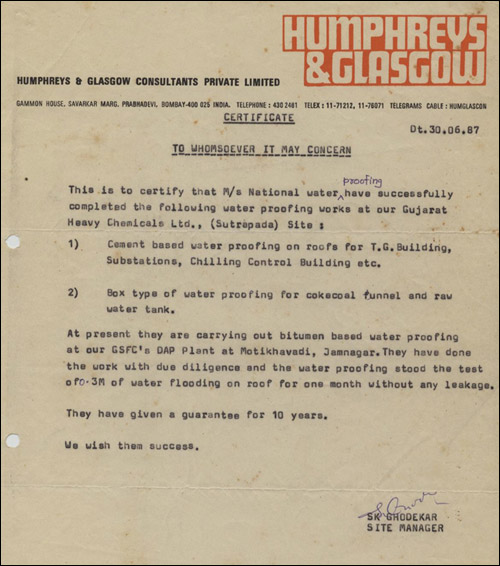 HUMPHREYS
& GLASGOW
HUMPHREYS & GLASGOW CONSULTANTS PRIVATE LIMITED
GAMMON HOUSE, SAVARKAR MARG, PRABHADEVI, BOMBAY-400 025 INDIA. TELEPHONE : 430 2481 TELEX : 11-71212, 11-76071 TELEGRAMS CABLE : HUMGLASCON
CERTIFICATE
Dt.30.06.87
TO WHOMSOEVER IT MAY CONCERN
This is to certify that M/s National water proofing have successfully
completed the following water proofing works at our Gujarat
Heavy Chemicals Ltd., (Sutrapada) Site :
1) Cement based water proofing on roofs for T.G.Building,
Substations, Chilling Control Building etc.
2) Box type of water proofing for cokecoal funnel and raw
water tank.
At present they are carrying out bitumen based water proofing
at our GSFC's DAP Plant at Motikhavadi, Jamnagar.They have done
the work with due diligence and the water proofing stood the test
of 0.3M of water flooding on roof for one month without any leakage.
They have given a guarantee for 10 years.
We wish them success.
SK GHODEKAR
SITE MANAGER